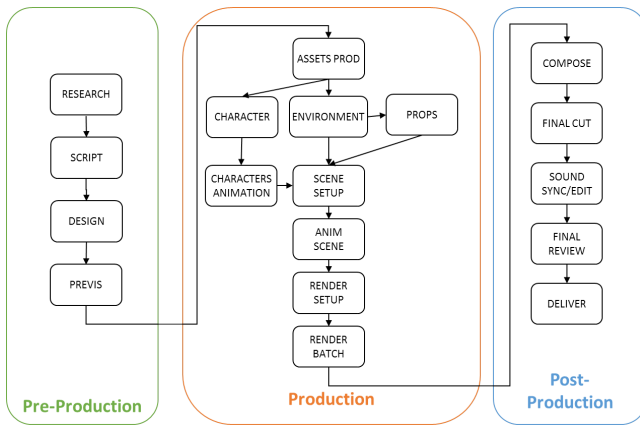 RESEARCH
SCRIPT
DESIGN
PREVIS
Pre-Production
ASSETS PROD
CHARACTER
ENVIRONMENT
PROPS
CHARACTERS
ANIMATION
SCENE
SETUP
ANIM
SCENE
RENDER
SETUP
RENDER
BATCH
Production
COMPOSE
FINAL CUT
SOUND
SYNC/EDIT
FINAL
REVIEW
DELIVER
Post-
Production